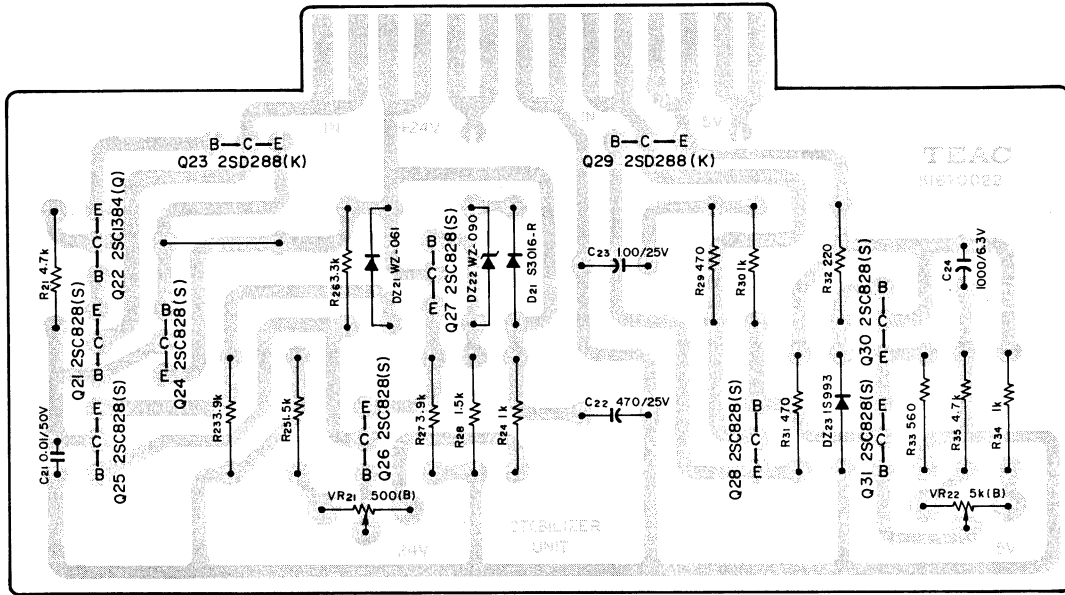 IN
+24V
IN
5V
B—C—E
Q23 2SD288(K)
B—C—E
Q29 2SD288(K)
TEAC
R21 4.7k
E—C—B
Q22 2SC1384(Q)
E—C—B
Q21 2SC828(S)
B—C—E
Q24 2SC828(S)
E—C—B
Q25 2SC828(S)
C21 0.01/50V
R23 3.9k
R25 1.5k
R26 3.3k
DZ21 WZ-061
B—C—E
Q27 2SC828(S)
DZ22 WZ-090
D21 S3016-R
E—C—B
Q26 2SC828(S)
R27 3.9k
R28 1.5k
R24 1k
VR21 500(B)
C23 100/25V
C22 470/25V
R29 470
R30 1k
R32 220
B—C—E
Q30 2SC828(S)
C24 1000/6.3V
B—C—E
Q28 2SC828(S)
R31 470
DZ23 1S993
E—C—B
Q31 2SC828(S)
R33 560
R35 4.7k
R34 1k
VR22 5k(B)
24V
STABILIZER
UNIT
5V